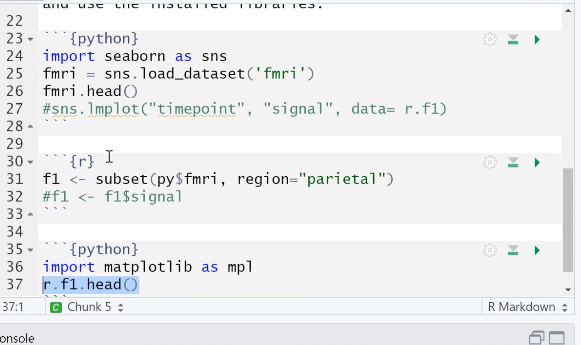 and use the installed libraries.
22
23 ```{python}
24 import seaborn as sns
25 fmri = sns.load_dataset('fmri')
26 fmri.head()
27 #sns.lmplot("timepoint", "signal", data= r.f1)
28 ```
29
30 ```{r}
31 f1 <- subset(py$fmri, region="parietal")
32 #f1 <- f1$signal
33 ```
34
35 ```{python}
36 import matplotlib as mpl
37 r.f1.head()
```
37:1 Chunk 5 R Markdown
onsole